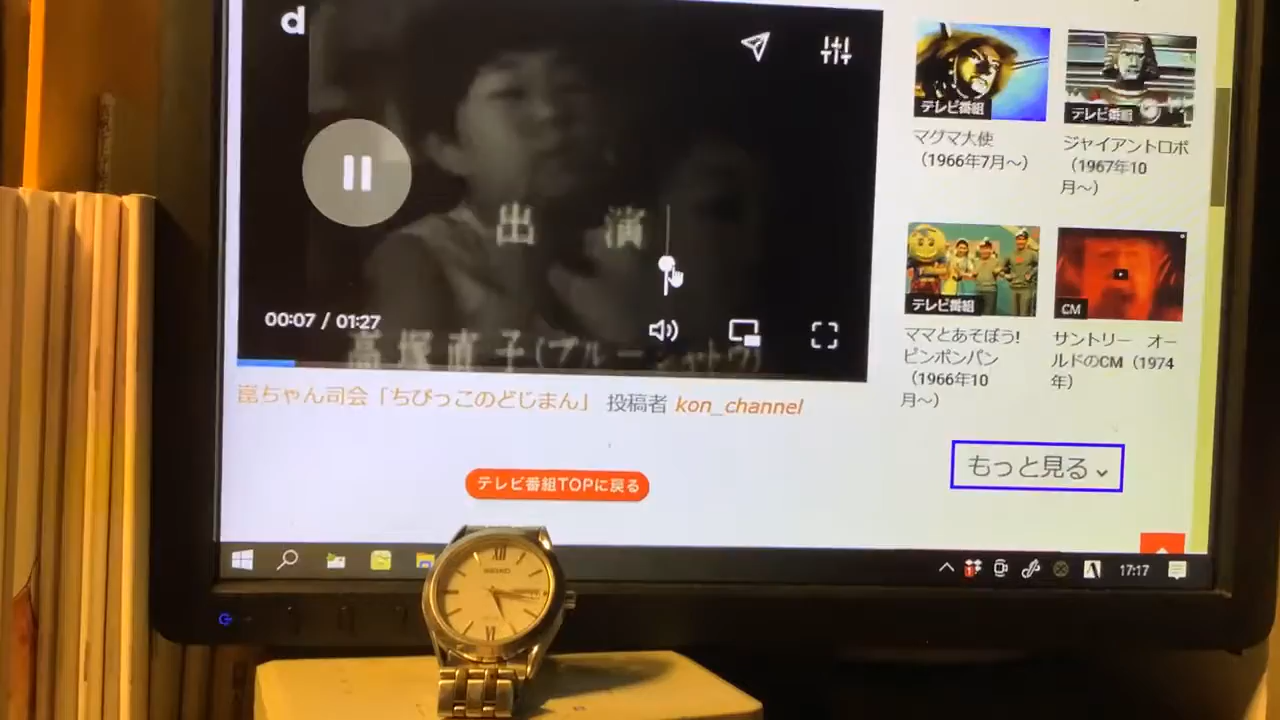 d
テレビ番組
マグマ大使
（1966年7月～）
テレビ番組
ジャイアントロボ
（1967年10
月～）
出 演
00:07 / 01:27
高塚直子(ブルーシャトウ)
テレビ番組
ママとあそぼう!
ピンポンパン
（1966年10
月～）
CM
サントリー オー
ルドのCM（1974
年）
崑ちゃん司会「ちびっこのどじまん」 投稿者 kon_channel
もっと見る
テレビ番組TOPに戻る
17:17
XII
SEIKO
VI